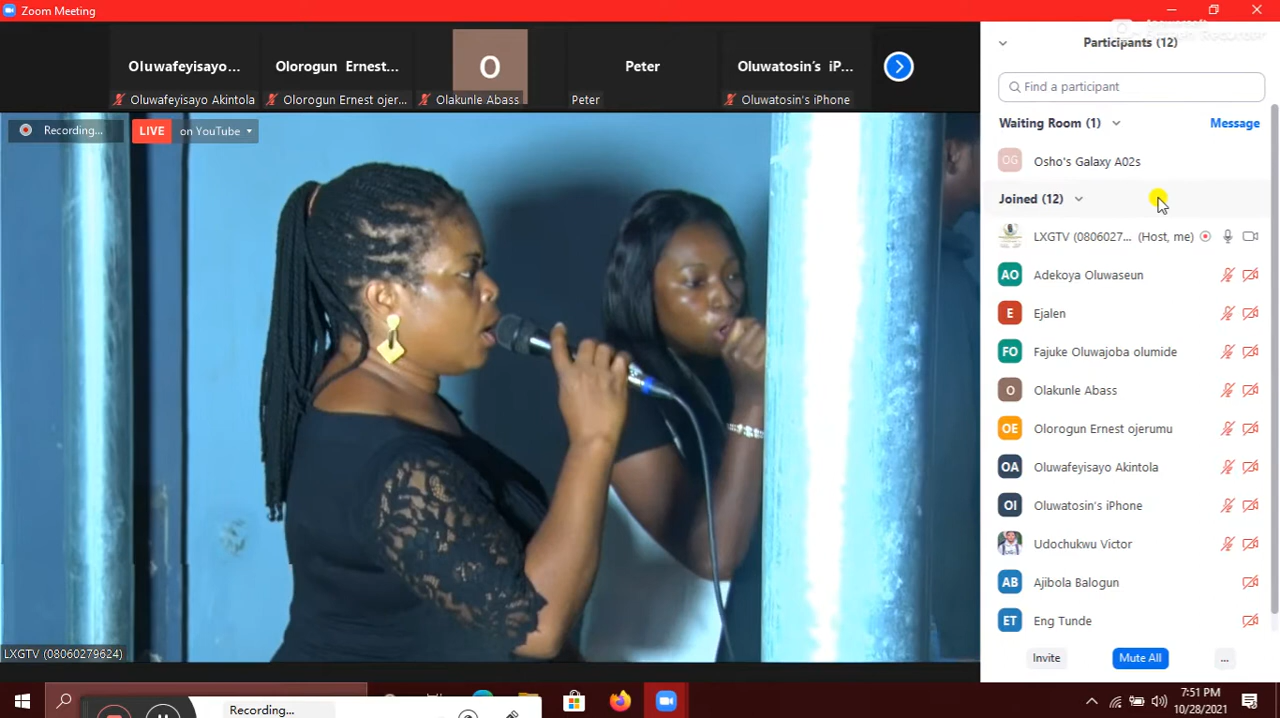 Zoom Meeting
Oluwafeyisayo...
Olorogun Ernest...
O
Peter
Oluwatosin's iP...
Oluwafeyisayo Akintola
Olorogun Ernest ojer...
Olakunle Abass
Peter
Oluwatosin's iPhone
Recording...
LIVE on YouTube
LXGTV (08060279624)
Participants (12)
Find a participant
Waiting Room (1)
Message
OG Osho's Galaxy A02s
Joined (12)
LXGTV (0806027... (Host, me)
AO Adekoya Oluwaseun
E Ejalen
FO Fajuke Oluwajoba olumide
O Olakunle Abass
OE Olorogun Ernest ojerumu
OA Oluwafeyisayo Akintola
OI Oluwatosin's iPhone
Udochukwu Victor
AB Ajibola Balogun
ET Eng Tunde
Invite
Mute All
...
Recording...
7:51 PM
10/28/2021